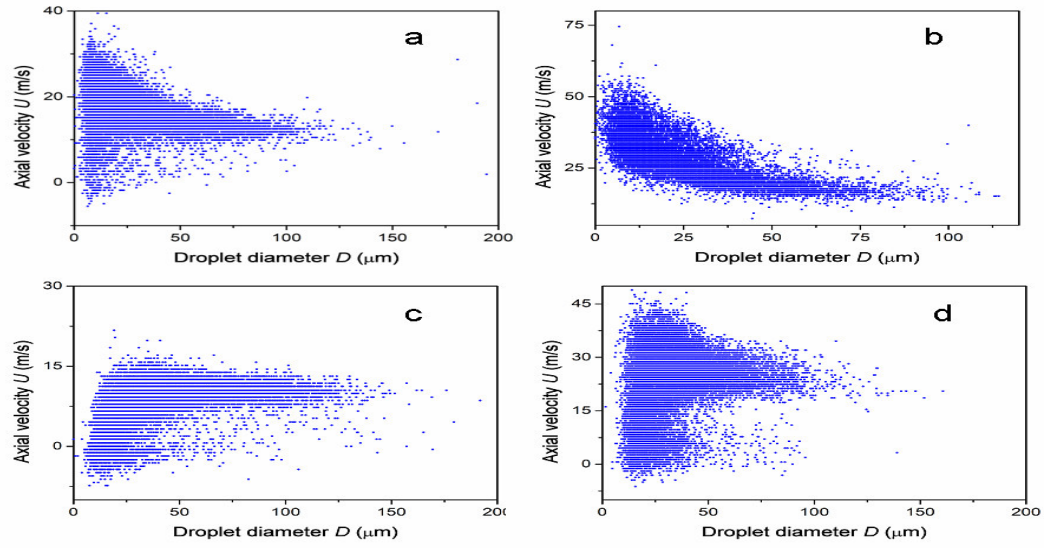 40
20
0
Axial velocity U (m/s)
a
0 50 100 150 200
Droplet diameter D (μm)
75
50
25
0
Axial velocity U (m/s)
b
0 25 50 75 100
Droplet diameter D (μm)
30
15
0
Axial velocity U (m/s)
c
0 50 100 150 200
Droplet diameter D (μm)
45
30
15
0
Axial velocity U (m/s)
d
0 50 100 150 200
Droplet diameter D (μm)